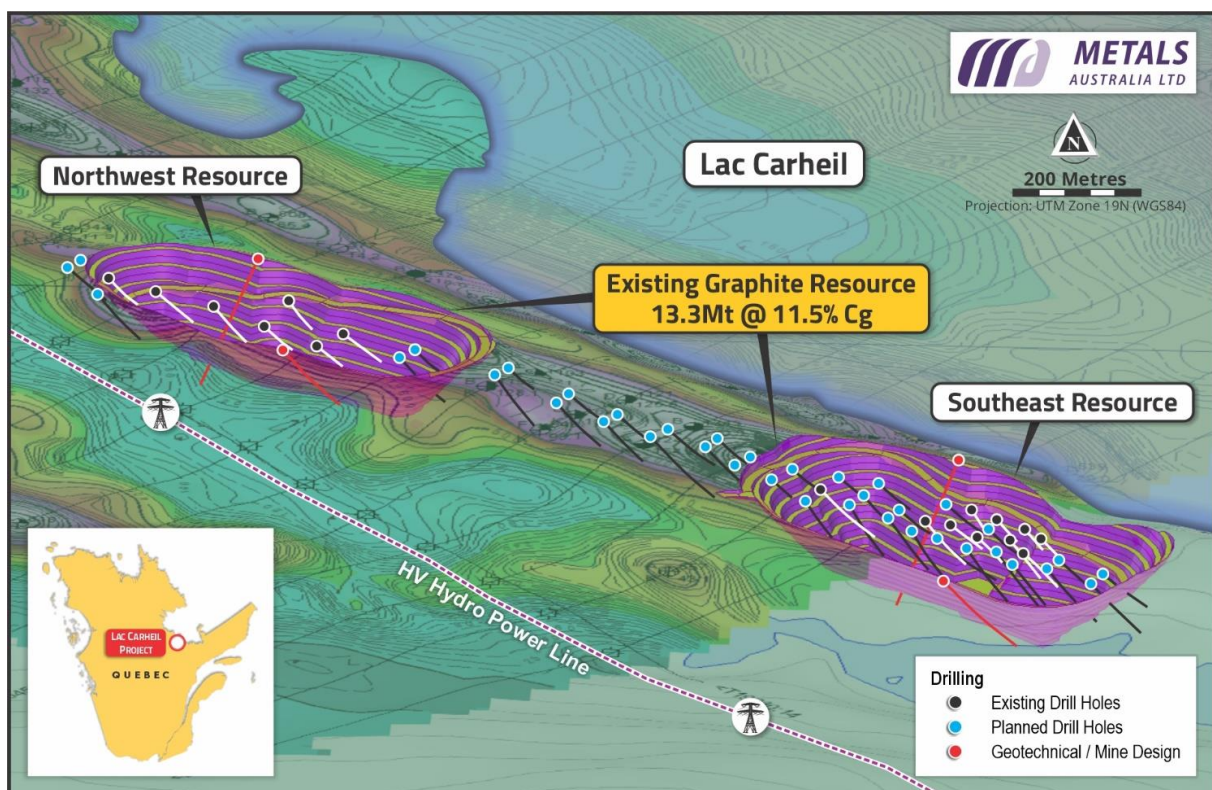 METALS
AUSTRALIA LTD
N
200 Metres
Projection: UTM Zone 19N (WGS84)
Lac Carheil
Northwest Resource
Existing Graphite Resource
13.3Mt @ 11.5% Cg
Southeast Resource
HV Hydro Power Line
LAC CARHEIL
PROJECT
QUEBEC
Drilling
Existing Drill Holes
Planned Drill Holes
Geotechnical / Mine Design